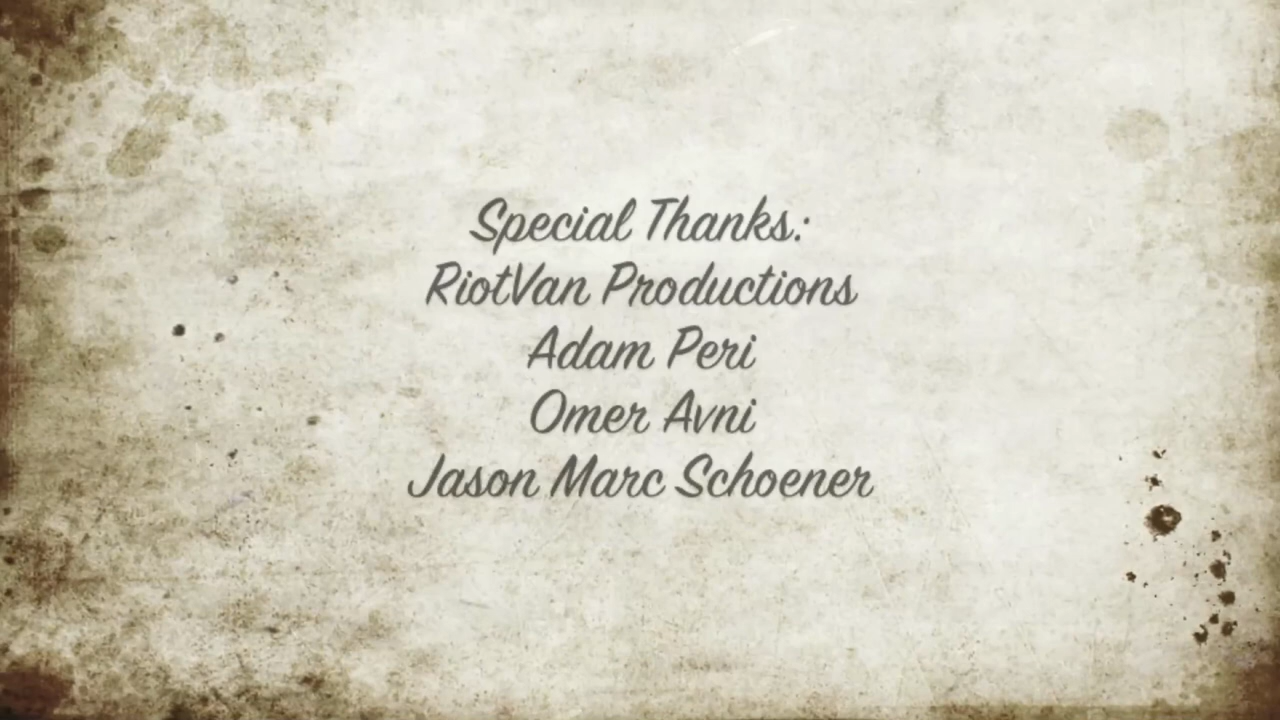 Special Thanks:
RiotVan Productions
Adam Peri
Omer Avni
Jason Marc Schoener